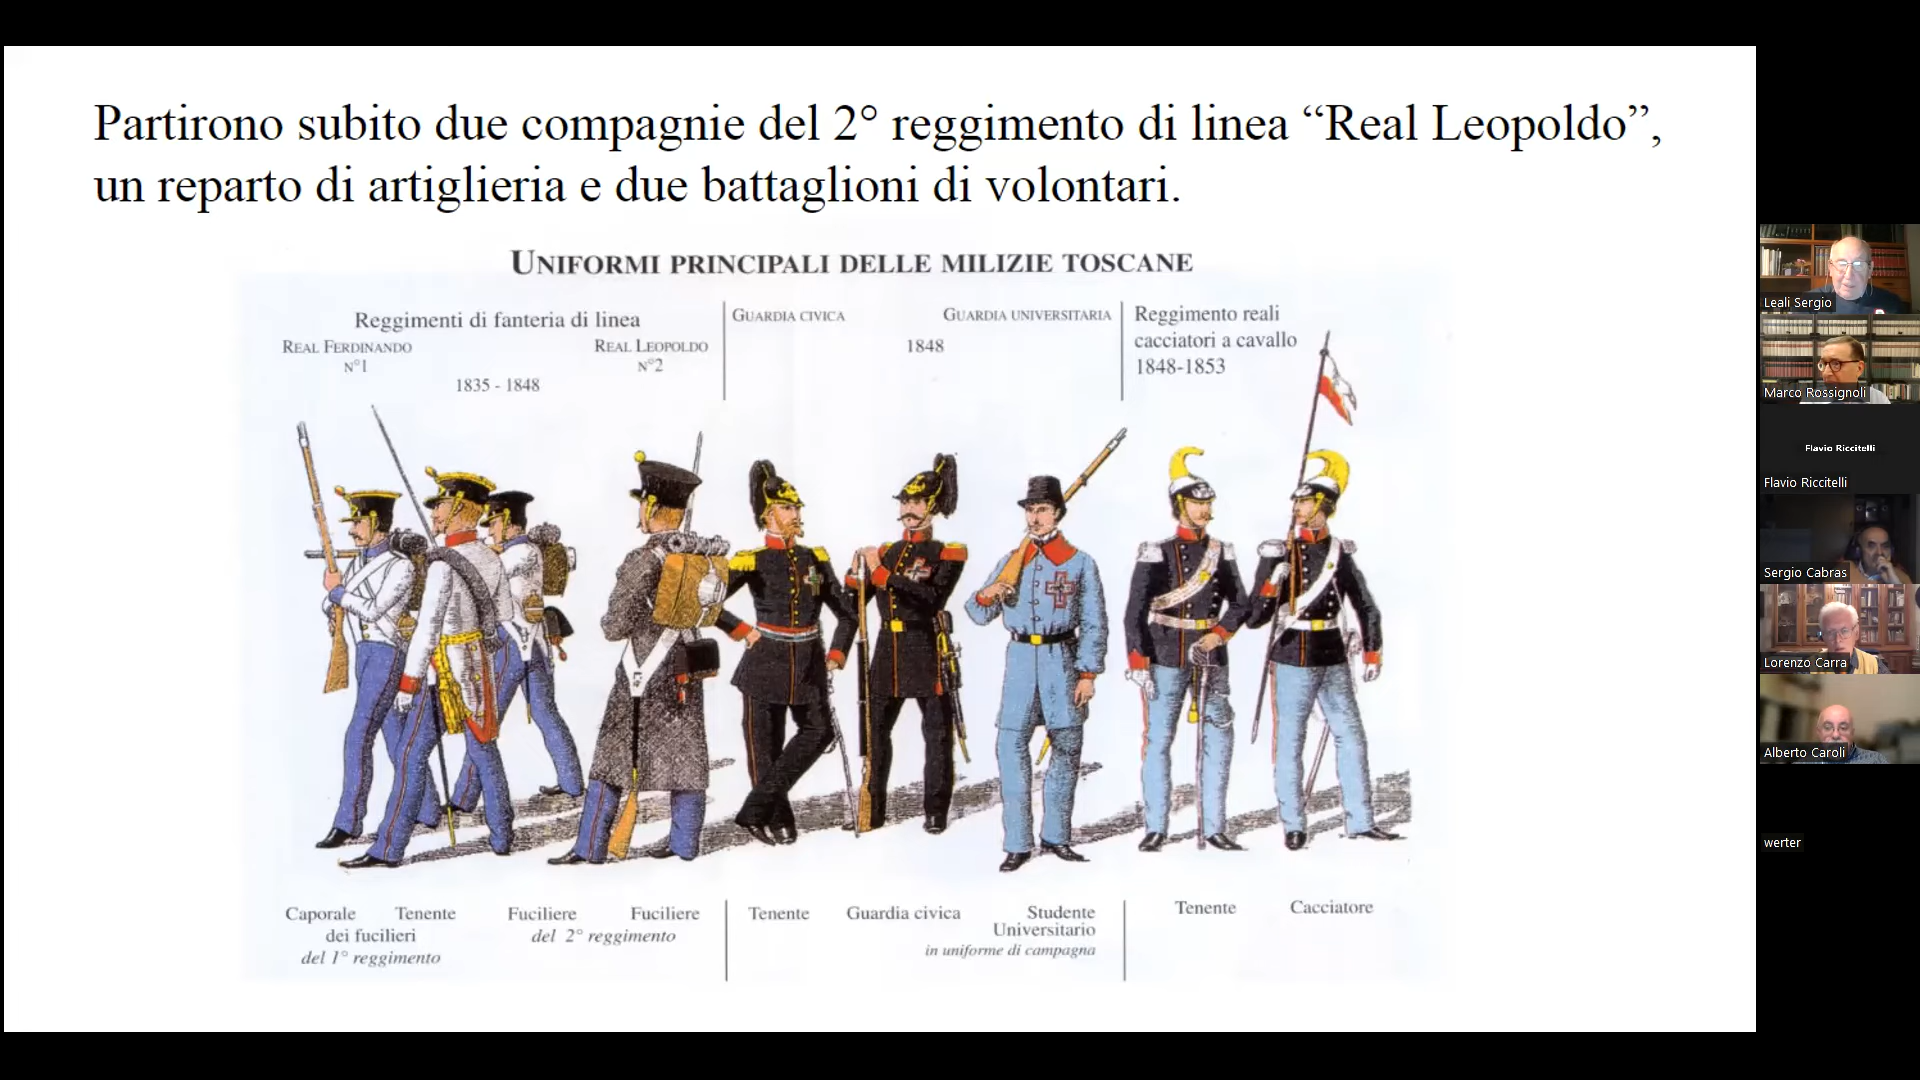 Partirono subito due compagnie del 2° reggimento di linea “Real Leopoldo”,
un reparto di artiglieria e due battaglioni di volontari.
UNIFORMI PRINCIPALI DELLE MILIZIE TOSCANE
Reggimenti di fanteria di linea
REAL FERDINANDO
N°1
REAL LEOPOLDO
N°2
1835 - 1848
GUARDIA CIVICA
GUARDIA UNIVERSITARIA
1848
Reggimento reali
cacciatori a cavallo
1848-1853
Caporale
Tenente
dei fucilieri
del 1° reggimento
Fuciliere
Fuciliere
del 2° reggimento
Tenente
Guardia civica
Studente
Universitario
in uniforme di campagna
Tenente
Cacciatore
Leali Sergio
Marco Rossignoli
Flavio Riccitelli
Flavio Riccitelli
Sergio Cabras
Lorenzo Carra
Alberto Caroli
werter